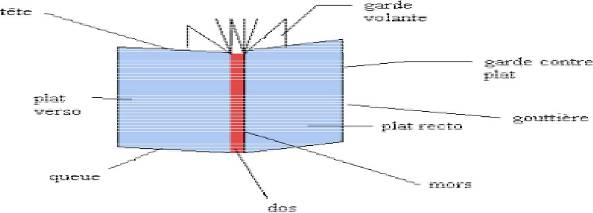 tête
garde
volante
garde contre
plat
plat
verso
gouttière
plat recto
queue
mors
dos